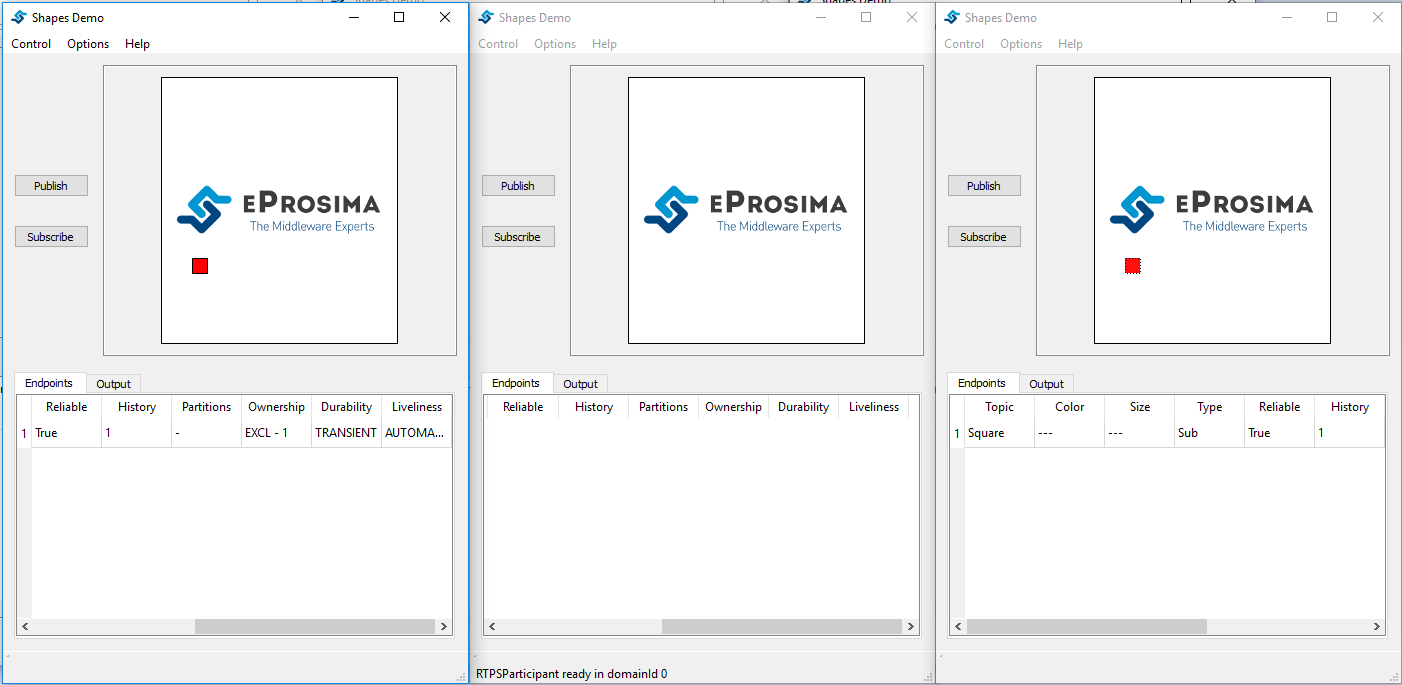 Shapes Demo
Control Options Help
Publish
Subscribe
ePROSIMA
The Middleware Experts
Endpoints Output
Reliable History Partitions Ownership Durability Liveliness
1 True 1 - EXCL - 1 TRANSIENT AUTOMA...
Shapes Demo
Control Options Help
Publish
Subscribe
ePROSIMA
The Middleware Experts
Endpoints Output
Reliable History Partitions Ownership Durability Liveliness
RTPSParticipant ready in domainId 0
Shapes Demo
Control Options Help
Publish
Subscribe
ePROSIMA
The Middleware Experts
Endpoints Output
Topic Color Size Type Reliable History
1 Square --- --- Sub True 1